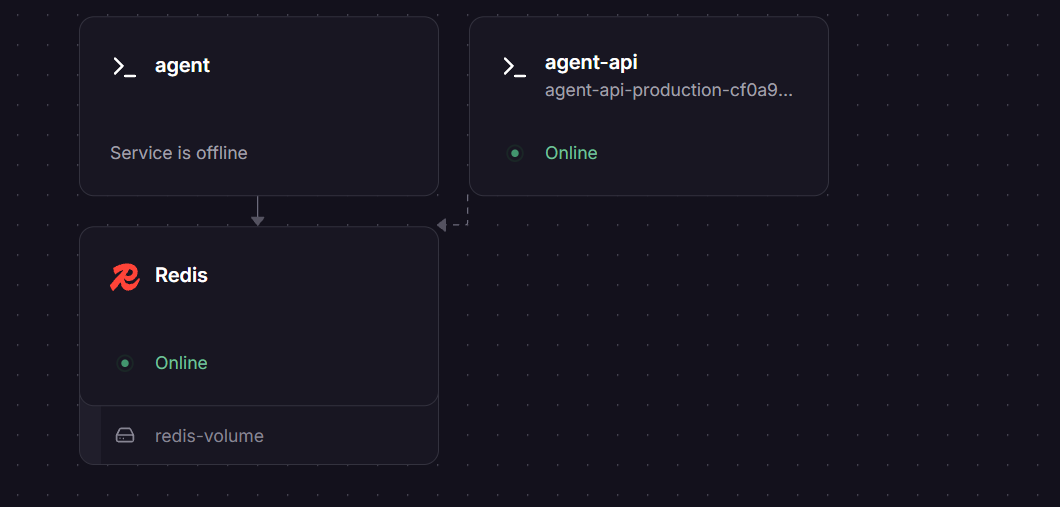 agent
Service is offline
agent-api
agent-api-production-cf0a9...
Online
Redis
Online
redis-volume